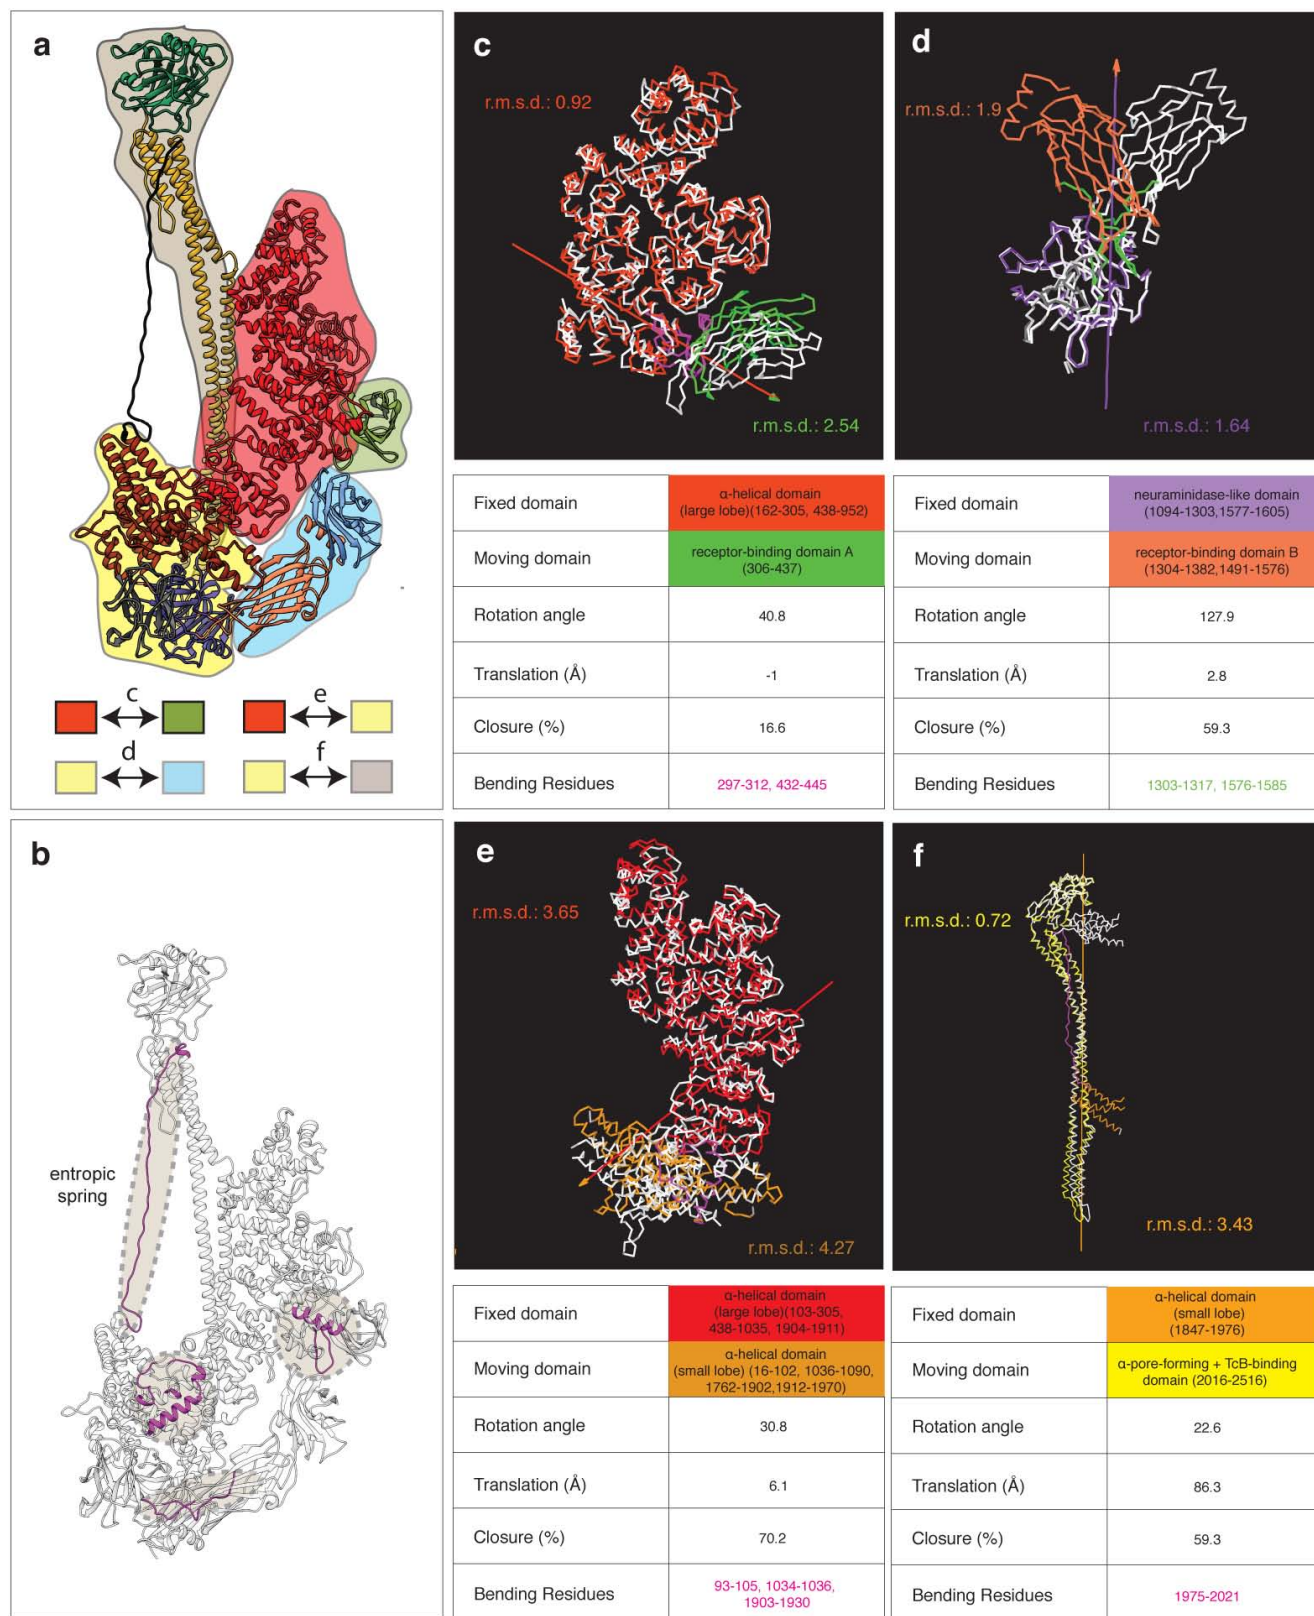 a
c
e
d
f
b
entropic
spring
c
r.m.s.d.: 0.92
r.m.s.d.: 2.54
Fixed domain
α-helical domain
(large lobe)(162-305, 438-952)
Moving domain
receptor-binding domain A
(306-437)
Rotation angle
40.8
Translation (Å)
-1
Closure (%)
16.6
Bending Residues
297-312, 432-445
d
r.m.s.d.: 1.9
r.m.s.d.: 1.64
Fixed domain
neuraminidase-like domain
(1094-1303,1577-1605)
Moving domain
receptor-binding domain B
(1304-1382,1491-1576)
Rotation angle
127.9
Translation (Å)
2.8
Closure (%)
59.3
Bending Residues
1303-1317, 1576-1585
e
r.m.s.d.: 3.65
r.m.s.d.: 4.27
Fixed domain
α-helical domain
(large lobe)(103-305,
438-1035, 1904-1911)
Moving domain
α-helical domain
(small lobe) (16-102, 1036-1090,
1762-1902,1912-1970)
Rotation angle
30.8
Translation (Å)
6.1
Closure (%)
70.2
Bending Residues
93-105, 1034-1036,
1903-1930
f
r.m.s.d.: 0.72
r.m.s.d.: 3.43
Fixed domain
α-helical domain
(small lobe)
(1847-1976)
Moving domain
α-pore-forming + TcB-binding
domain (2016-2516)
Rotation angle
22.6
Translation (Å)
86.3
Closure (%)
59.3
Bending Residues
1975-2021